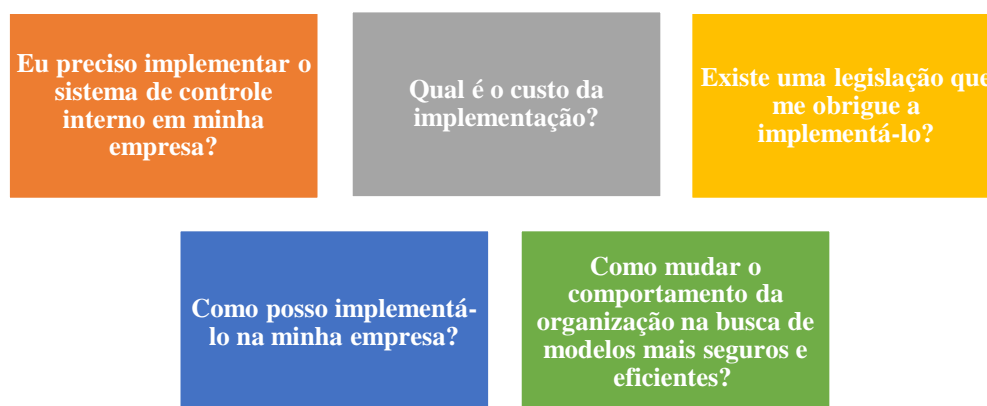 Eu preciso implementar o
sistema de controle
interno em minha
empresa?
Qual é o custo da
implementação?
Existe uma legislação que
me obrigue a
implementá-lo?
Como posso implementá-
lo na minha empresa?
Como mudar o
comportamento da
organização na busca de
modelos mais seguros e
eficientes?